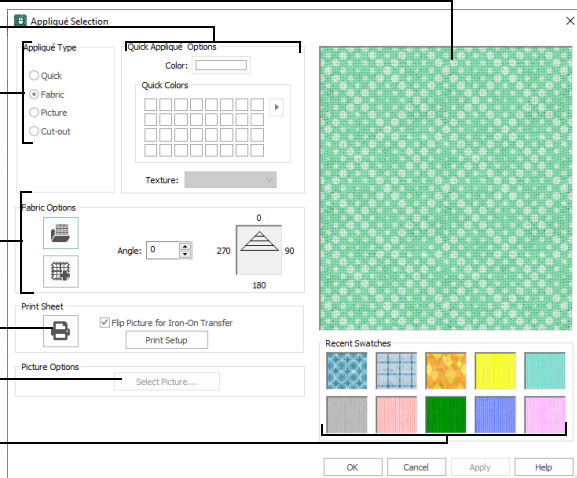 Appliqué Selection
Appliqué Type
Quick
Fabric
Picture
Cut-out
Quick Appliqué Options
Color:
Quick Colors
Texture:
Fabric Options
Angle: 0
0
270
90
180
Print Sheet
Flip Picture for Iron-On Transfer
Print Setup
Picture Options
Select Picture...
Recent Swatches
OK
Cancel
Apply
Help